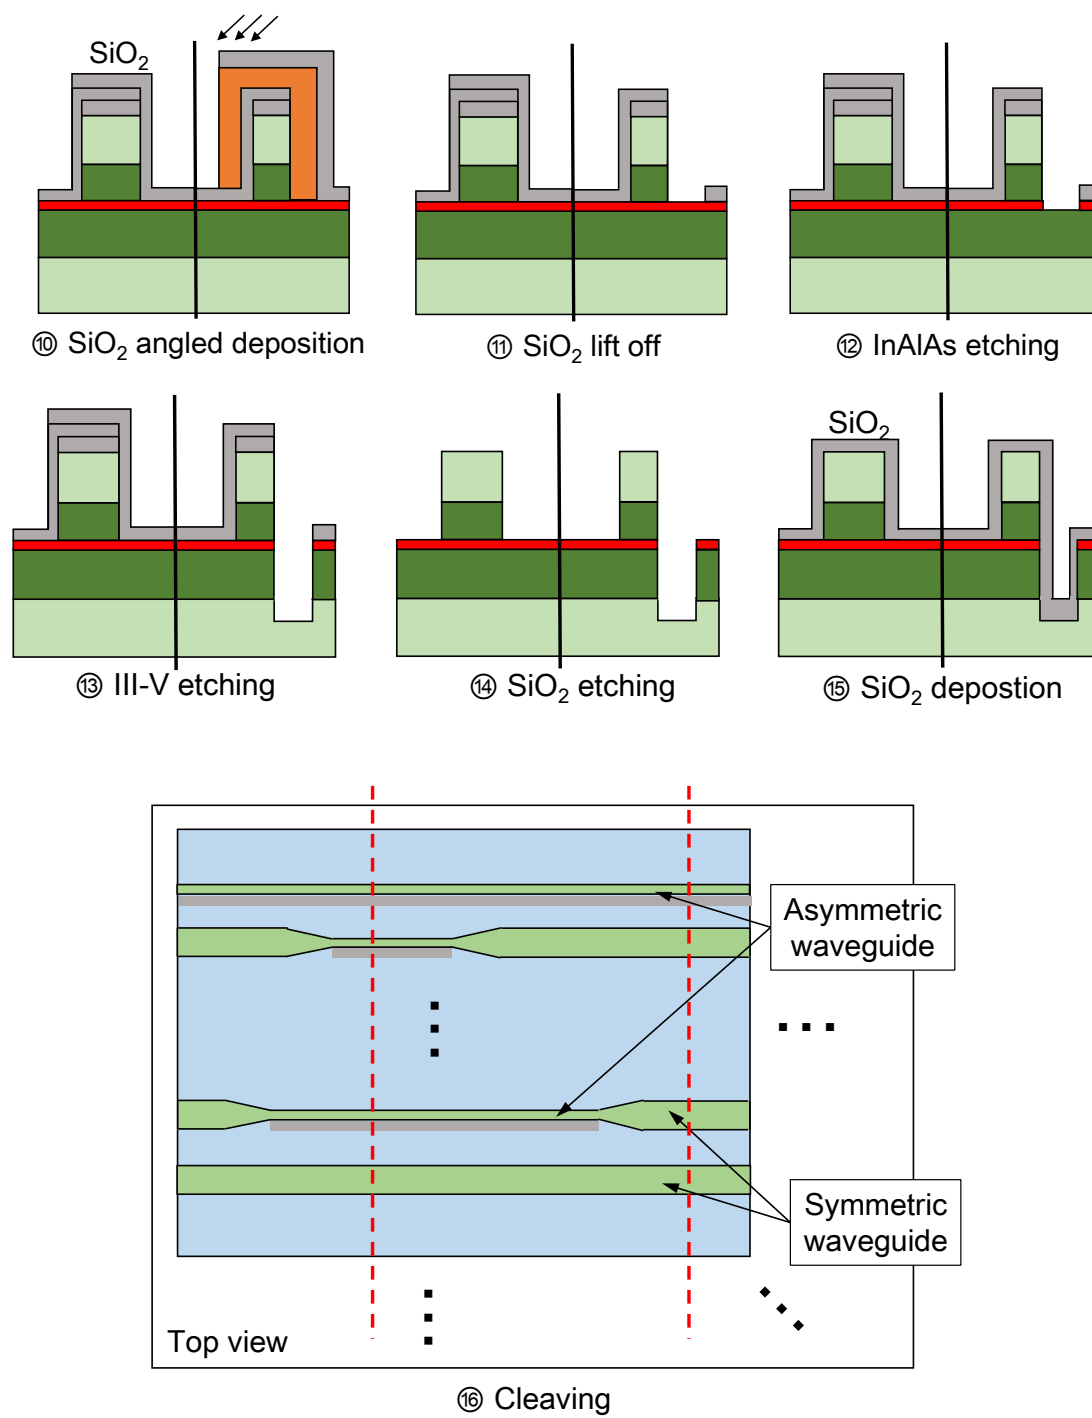 SiO₂
⑩ SiO₂ angled deposition
⑪ SiO₂ lift off
⑫ InAlAs etching
SiO₂
⑬ III-V etching
⑭ SiO₂ etching
⑮ SiO₂ depostion
Asymmetric
waveguide
Symmetric
waveguide
Top view
⑯ Cleaving